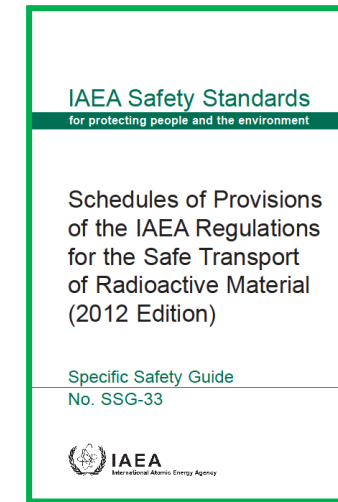 IAEA Safety Standards
for protecting people and the environment
Schedules of Provisions
of the IAEA Regulations
for the Safe Transport
of Radioactive Material
(2012 Edition)
Specific Safety Guide
No. SSG-33
IAEA
International Atomic Energy Agency